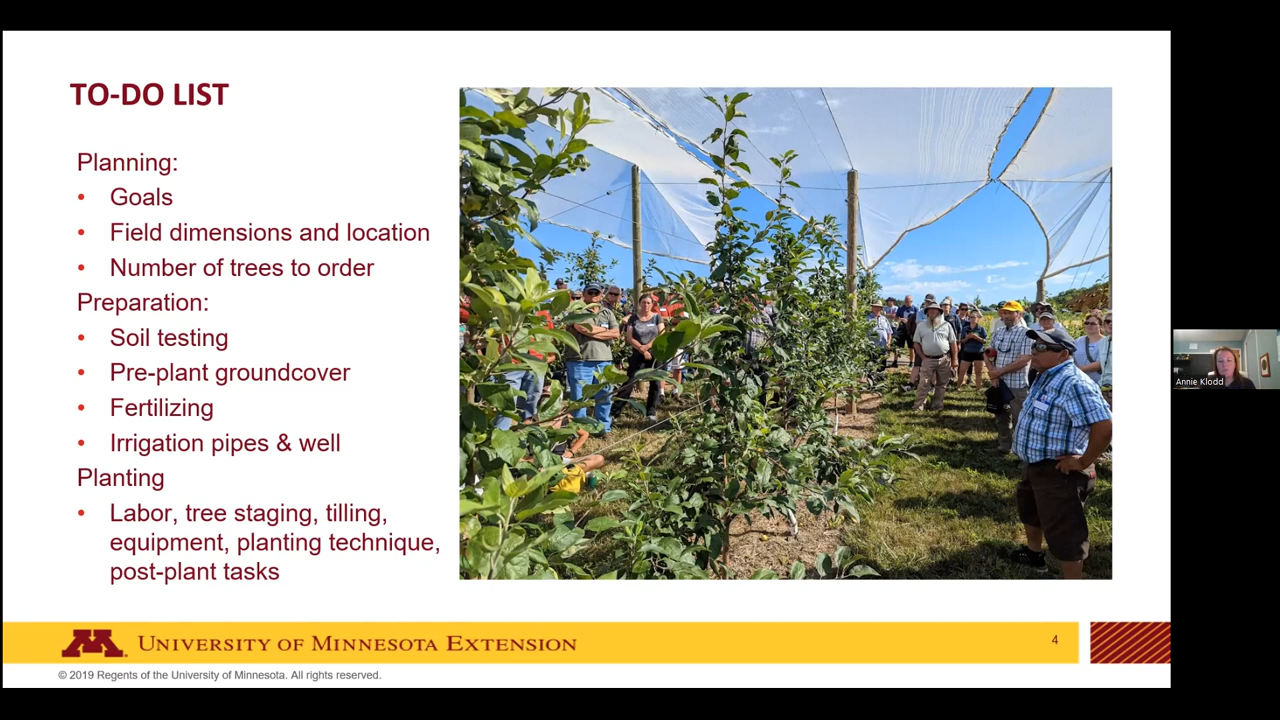 TO-DO LIST
Planning:
• Goals
• Field dimensions and location
• Number of trees to order
Preparation:
• Soil testing
• Pre-plant groundcover
• Fertilizing
• Irrigation pipes & well
Planting
• Labor, tree staging, tilling,
equipment, planting technique,
post-plant tasks
Annie Klodd
M
UNIVERSITY OF MINNESOTA EXTENSION
4
© 2019 Regents of the University of Minnesota. All rights reserved.